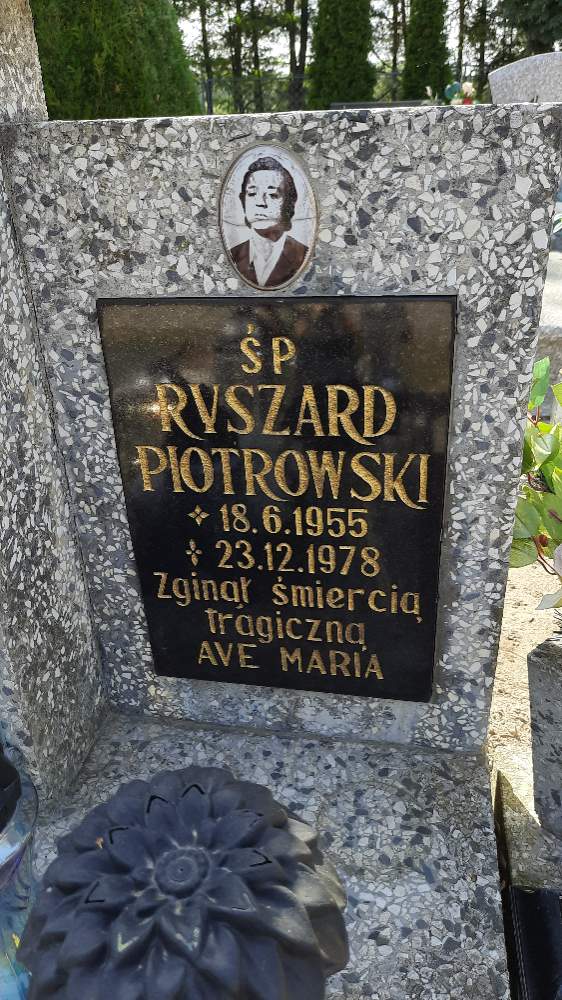 ŚP
RYSZARD
PIOTROWSKI
18.6.1955
23.12.1978
Zginął śmiercią
tragiczną
AVE MARIA